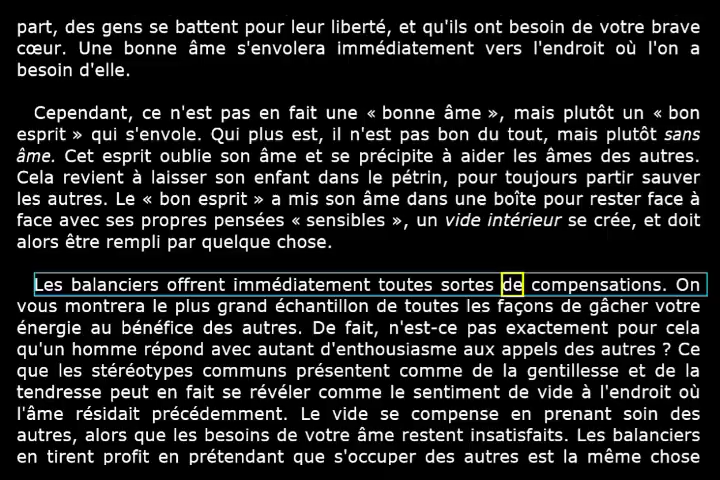 part, des gens se battent pour leur liberté, et qu'ils ont besoin de votre brave
cœur. Une bonne âme s'envolera immédiatement vers l'endroit où l'on a
besoin d'elle.
Cependant, ce n'est pas en fait une « bonne âme », mais plutôt un « bon
esprit » qui s'envole. Qui plus est, il n'est pas bon du tout, mais plutôt sans
âme. Cet esprit oublie son âme et se précipite à aider les âmes des autres.
Cela revient à laisser son enfant dans le pétrin, pour toujours partir sauver
les autres. Le « bon esprit » a mis son âme dans une boîte pour rester face à
face avec ses propres pensées « sensibles », un vide intérieur se crée, et doit
alors être rempli par quelque chose.
Les balanciers offrent immédiatement toutes sortes de compensations. On
vous montrera le plus grand échantillon de toutes les façons de gâcher votre
énergie au bénéfice des autres. De fait, n'est-ce pas exactement pour cela
qu'un homme répond avec autant d'enthousiasme aux appels des autres ? Ce
que les stéréotypes communs présentent comme de la gentillesse et de la
tendresse peut en fait se révéler comme le sentiment de vide à l'endroit où
l'âme résidait précédemment. Le vide se compense en prenant soin des
autres, alors que les besoins de votre âme restent insatisfaits. Les balanciers
en tirent profit en prétendant que s'occuper des autres est la même chose